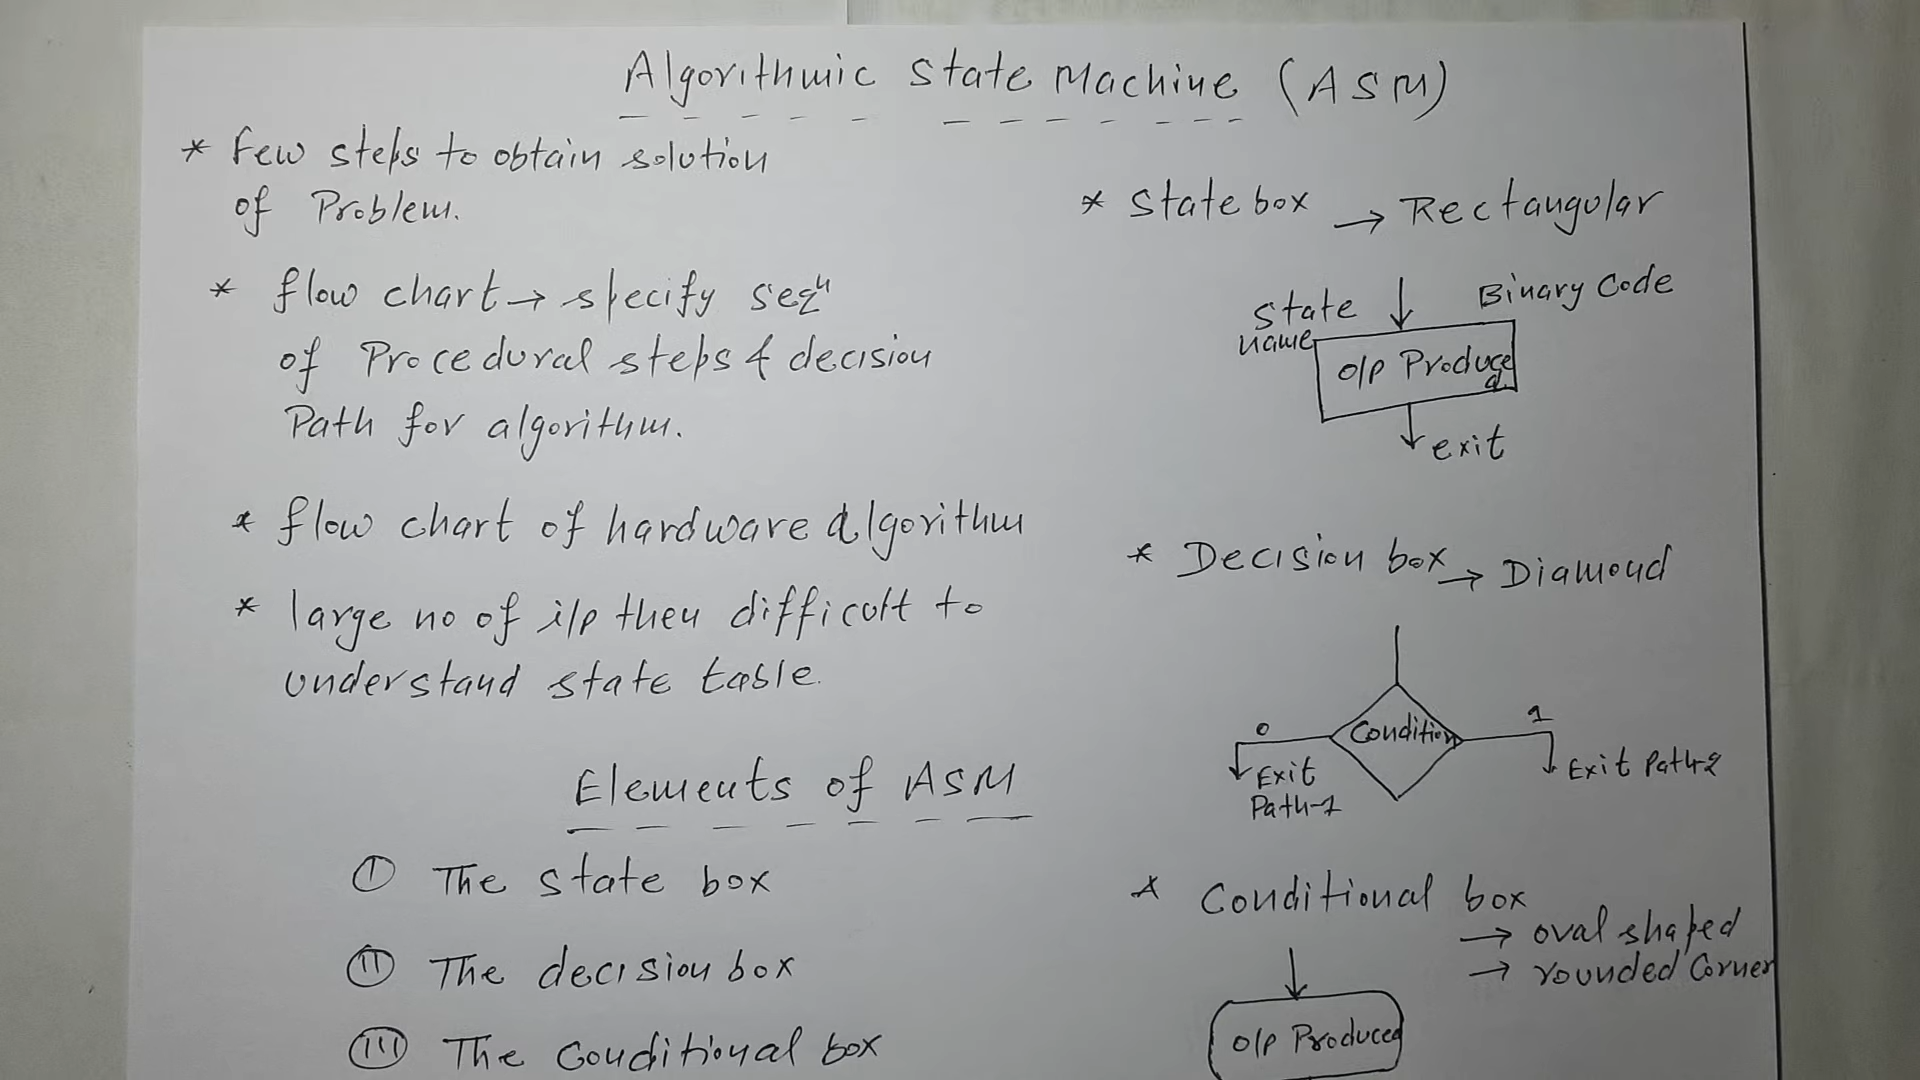 Algorithmic State Machine (ASM)
* Few steps to obtain solution
of Problem.
* flow chart → specify seqn
of Procedural steps & decision
Path for algorithm.
* flow chart of hardware algorithm
* large no of i/p then difficult to
understand state table.
Elements of ASM
I The state box
II The decision box
III The Conditional box
* State box → Rectangular
State
name
Binary Code
o/p Produced
exit
* Decision box → Diamond
Condition
0
1
Exit
Path-1
Exit Path-2
* Conditional box
→ oval shaped
→ rounded Corner
o/p Produced